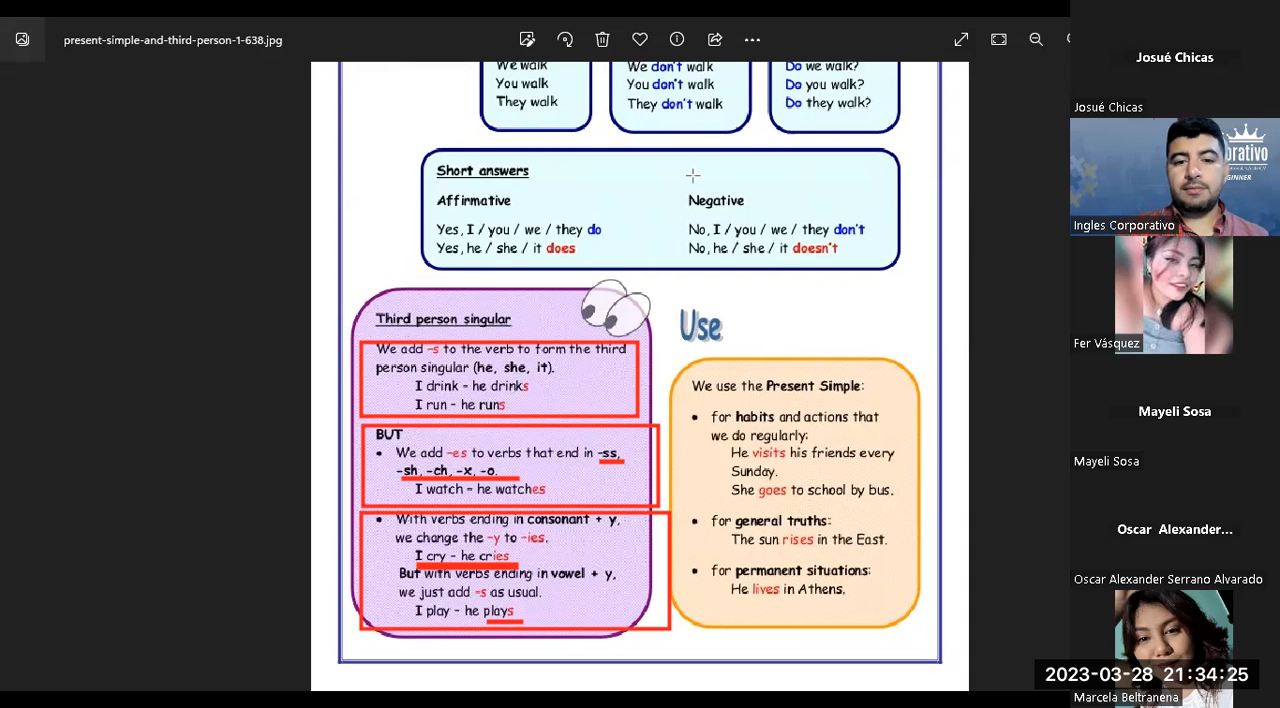 present-simple-and-third-person-1-638.jpg
We walk
You walk
They walk
We don't walk
You don't walk
They don't walk
Do we walk?
Do you walk?
Do they walk?
Short answers
Affirmative
Yes, I / you / we / they do
Yes, he / she / it does
Negative
No, I / you / we / they don't
No, he / she / it doesn't
Third person singular
We add -s to the verb to form the third
person singular (he, she, it).
I drink - he drinks
I run - he runs
BUT
• We add -es to verbs that end in -ss,
-sh, -ch, -x, -o.
I watch - he watches
• With verbs ending in consonant + y,
we change the -y to -ies.
I cry - he cries
But with verbs ending in vowel + y,
we just add -s as usual.
I play - he plays
Use
We use the Present Simple:
• for habits and actions that
we do regularly:
He visits his friends every
Sunday.
She goes to school by bus.
• for general truths:
The sun rises in the East.
• for permanent situations:
He lives in Athens.
Josué Chicas
Josué Chicas
Ingles Corporativo
Fer Vásquez
Mayeli Sosa
Mayeli Sosa
Oscar Alexander...
Oscar Alexander Serrano Alvarado
2023-03-28 21:34:25
Marcela Beltranena